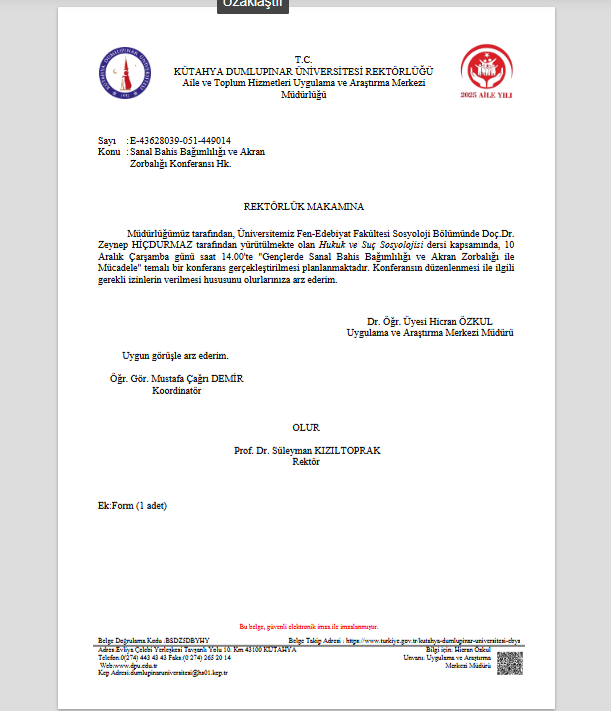 Uzaklaştır
T.C.
KÜTAHYA DUMLUPINAR ÜNİVERSİTESİ REKTÖRLÜĞÜ
Aile ve Toplum Hizmetleri Uygulama ve Araştırma Merkezi
Müdürlüğü
KÜTAHYA DUMLUPINAR ÜNİVERSİTESİ
1992
2025 AİLE YILI
Sayı : E-43628039-051-449014
Konu : Sanal Bahis Bağımlılığı ve Akran
Zorbalığı Konferansı Hk.
REKTÖRLÜK MAKAMINA
Müdürlüğümüz tarafından, Üniversitemiz Fen-Edebiyat Fakültesi Sosyoloji Bölümünde Doç.Dr.
Zeynep HİÇDURMAZ tarafından yürütülmekte olan Hukuk ve Suç Sosyolojisi dersi kapsamında, 10
Aralık Çarşamba günü saat 14.00'te "Gençlerde Sanal Bahis Bağımlılığı ve Akran Zorbalığı ile
Mücadele" temalı bir konferans gerçekleştirilmesi planlanmaktadır. Konferansın düzenlenmesi ile ilgili
gerekli izinlerin verilmesi hususunu olurlarınıza arz ederim.
Dr. Öğr. Üyesi Hicran ÖZKUL
Uygulama ve Araştırma Merkezi Müdürü
Uygun görüşle arz ederim.
Öğr. Gör. Mustafa Çağrı DEMİR
Koordinatör
OLUR
Prof. Dr. Süleyman KIZILTOPRAK
Rektör
Ek:Form (1 adet)
Bu belge, güvenli elektronik imza ile imzalanmıştır.
Belge Doğrulama Kodu :BSDZ5DBYHY Belge Takip Adresi : https://www.turkiye.gov.tr/kutahya-dumlupinar-universitesi-ebys
Adres:Evliya Çelebi Yerleşkesi Tavşanlı Yolu 10. Km 43100 KÜTAHYA Bilgi için: Hicran Özkul
Telefon:0(274) 443 43 43 Faks:(0 274) 265 20 14 Unvanı: Uygulama ve Araştırma
Web:www.dpu.edu.tr Merkezi Müdürü
Kep Adresi:dumlupinaruniversitesi@hs01.kep.tr